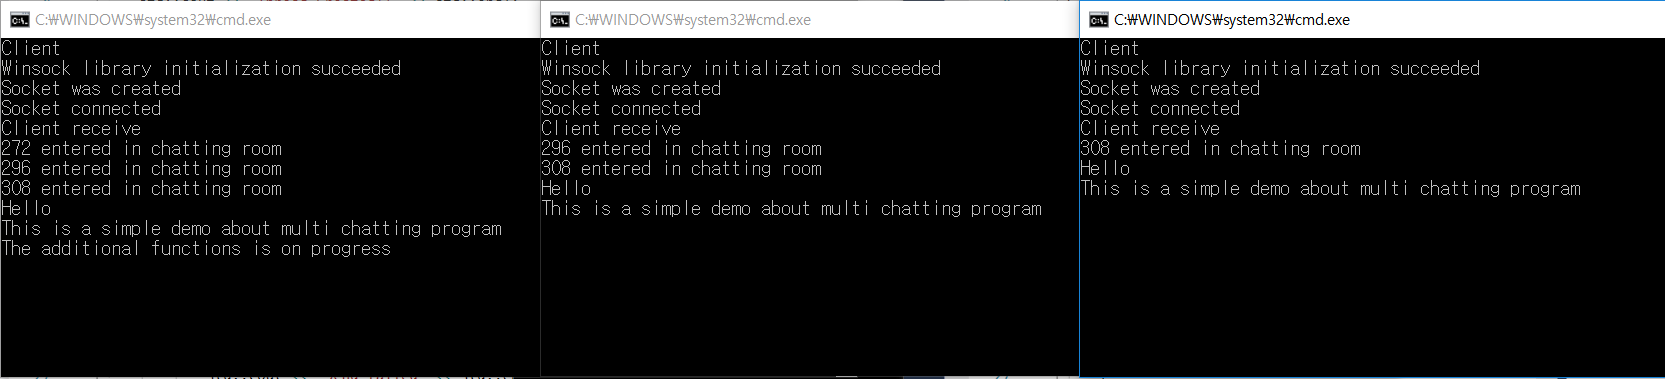 C:₩WINDOWS₩system32₩cmd.exe
Client
Winsock library initialization succeeded
Socket was created
Socket connected
Client receive
272 entered in chatting room
296 entered in chatting room
308 entered in chatting room
Hello
This is a simple demo about multi chatting program
The additional functions is on progress
C:₩WINDOWS₩system32₩cmd.exe
Client
Winsock library initialization succeeded
Socket was created
Socket connected
Client receive
296 entered in chatting room
308 entered in chatting room
Hello
This is a simple demo about multi chatting program
C:₩WINDOWS₩system32₩cmd.exe
Client
Winsock library initialization succeeded
Socket was created
Socket connected
Client receive
308 entered in chatting room
Hello
This is a simple demo about multi chatting program